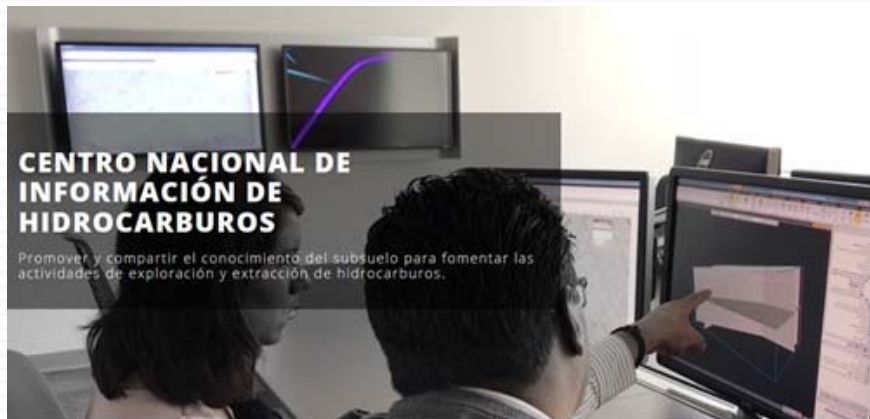 CENTRO NACIONAL DE
INFORMACIÓN DE
HIDROCARBUROS
Promover y compartir el conocimiento del subsuelo para fomentar las
actividades de exploración y extracción de hidrocarburos.